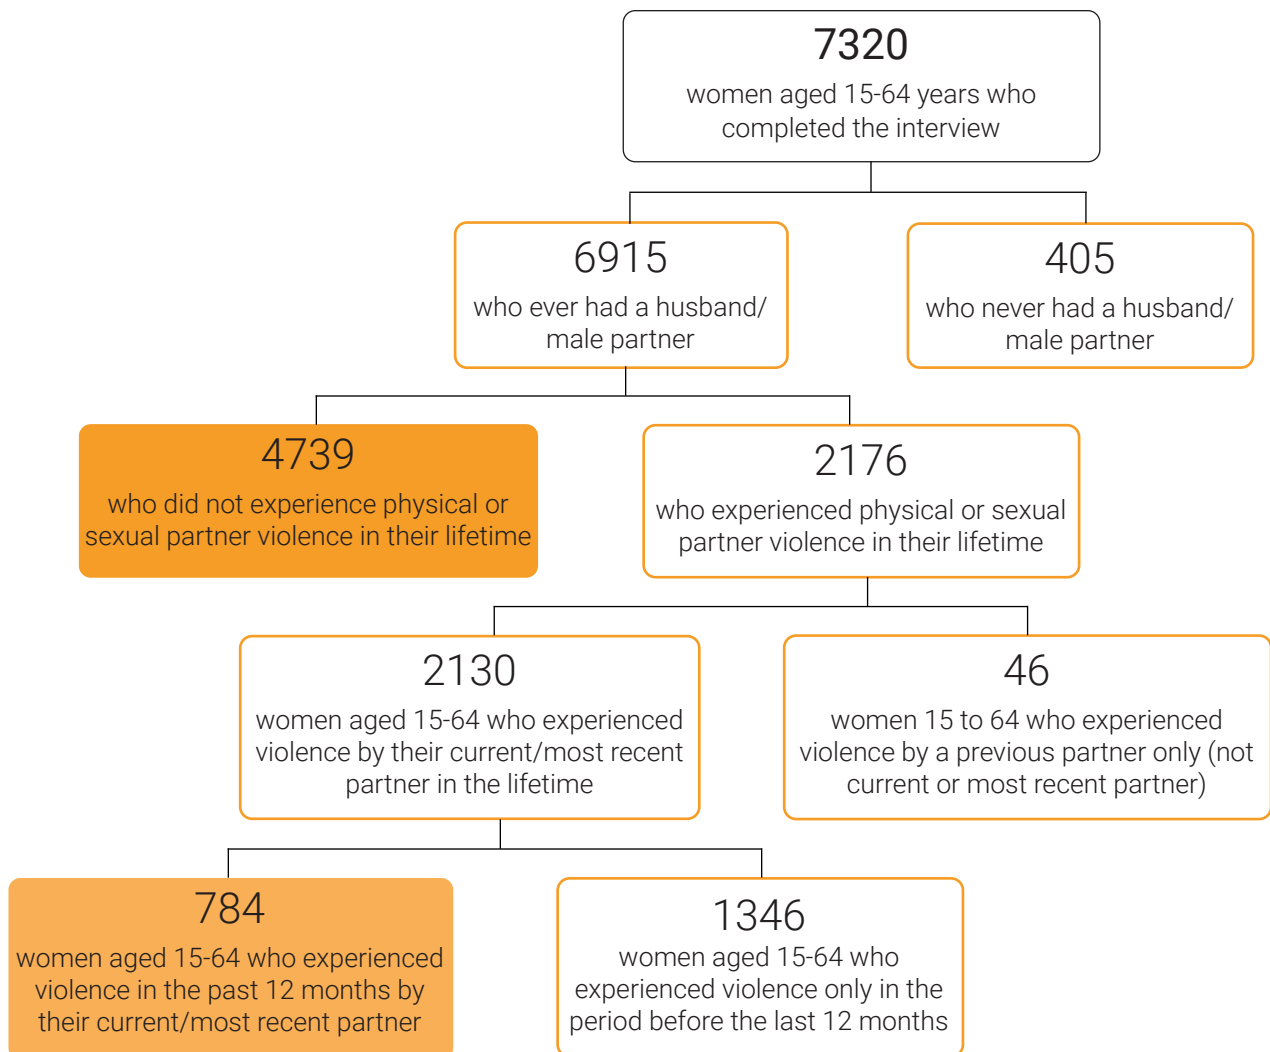 7320
women aged 15-64 years who
completed the interview
6915
who ever had a husband/
male partner
405
who never had a husband/
male partner
4739
who did not experience physical or
sexual partner violence in their lifetime
2176
who experienced physical or sexual
partner violence in their lifetime
2130
women aged 15-64 who experienced
violence by their current/most recent
partner in the lifetime
46
women 15 to 64 who experienced
violence by a previous partner only (not
current or most recent partner)
784
women aged 15-64 who experienced
violence in the past 12 months by
their current/most recent partner
1346
women aged 15-64 who
experienced violence only in the
period before the last 12 months